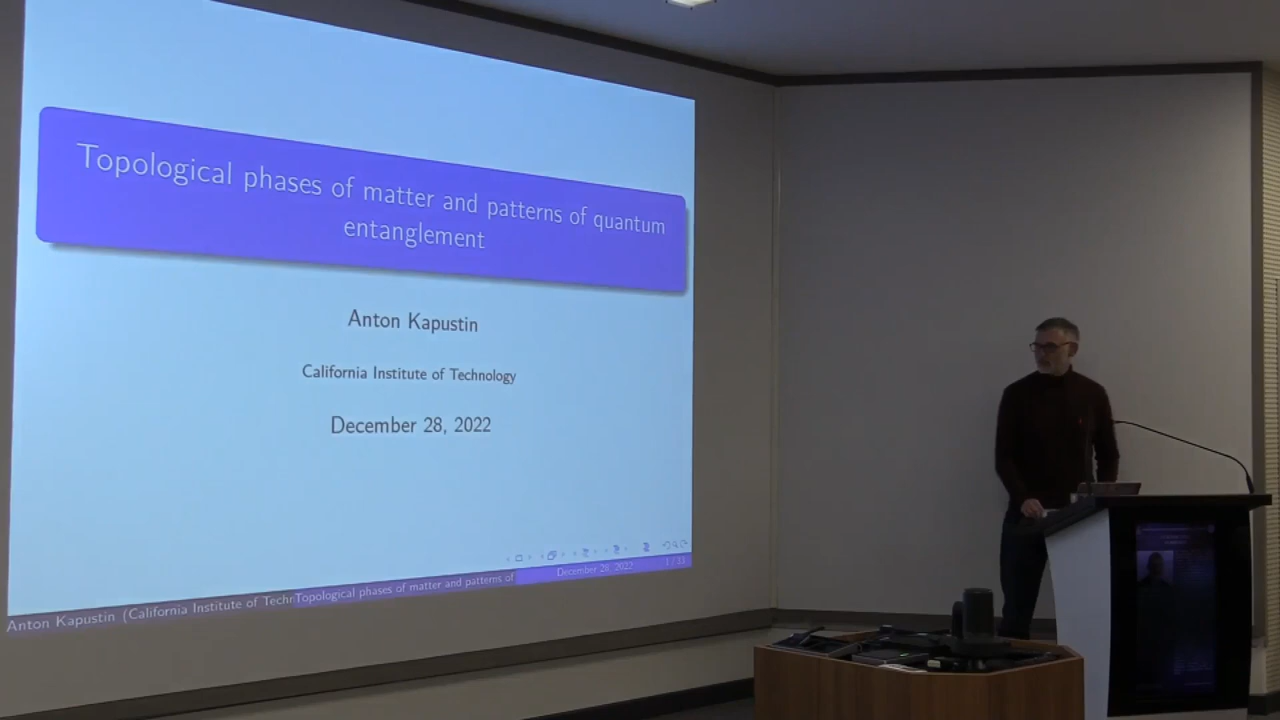 Topological phases of matter and patterns of quantum
entanglement
Anton Kapustin
California Institute of Technology
December 28, 2022
Anton Kapustin (California Institute of Techn
Topological phases of matter and patterns of
December 28, 2022